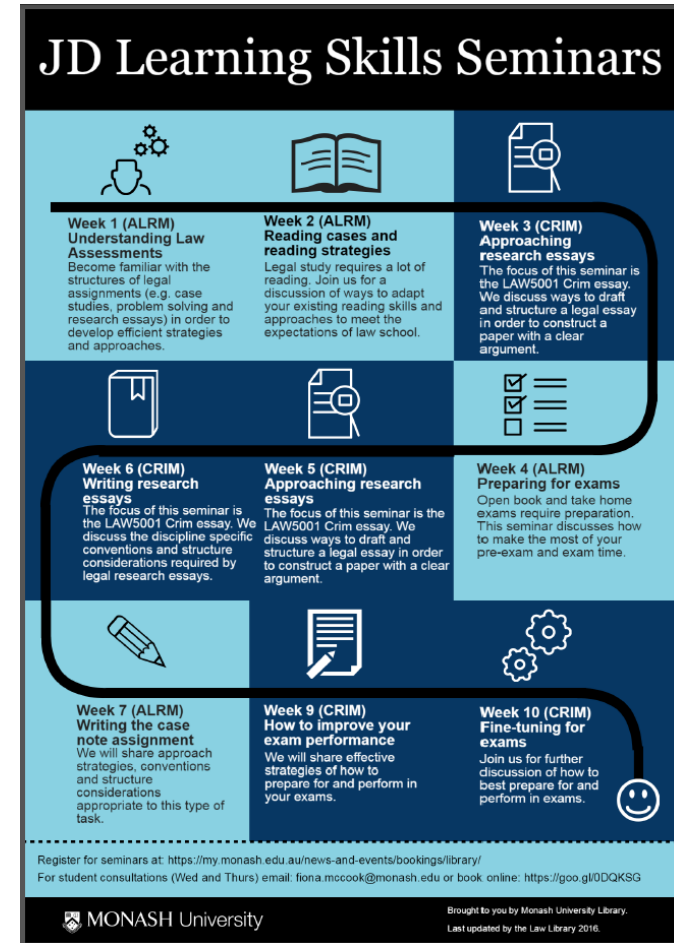 JD Learning Skills Seminars
Week 1 (ALRM)
Understanding Law
Assessments
Become familiar with the
structures of legal
assignments (e.g. case
studies, problem solving and
research essays) in order to
develop efficient strategies
and approaches.
Week 2 (ALRM)
Reading cases and
reading strategies
Legal study requires a lot of
reading. Join us for a
discussion of ways to adapt
your existing reading skills and
approaches to meet the
expectations of law school.
Week 3 (CRIM)
Approaching
research essays
The focus of this seminar is
the LAW5001 Crim essay.
We discuss ways to draft
and structure a legal essay
in order to construct a
paper with a clear
argument.
Week 4 (ALRM)
Preparing for exams
Open book and take home
exams require preparation.
This seminar discusses how
to make the most of your
pre-exam and exam time.
Week 5 (CRIM)
Approaching research
essays
The focus of this seminar is the
LAW5001 Crim essay. We
discuss ways to draft and
structure a legal essay in order
to construct a paper with a clear
argument.
Week 6 (CRIM)
Writing research
essays
The focus of this seminar is
the LAW5001 Crim essay. We
discuss the discipline specific
conventions and structure
considerations required by
legal research essays.
Week 7 (ALRM)
Writing the case
note assignment
We will share approach
strategies, conventions
and structure
considerations
appropriate to this type of
task.
Week 9 (CRIM)
How to improve your
exam performance
We will share effective
strategies of how to
prepare for and perform in
your exams.
Week 10 (CRIM)
Fine-tuning for
exams
Join us for further
discussion of how to
best prepare for and
perform in exams.
Register for seminars at: https://my.monash.edu.au/news-and-events/bookings/library/
For student consultations (Wed and Thurs) email: fiona.mccook@monash.edu or book online: https://goo.gl/0DQKSG
MONASH University
Brought to you by Monash University Library.
Last updated by the Law Library 2016.